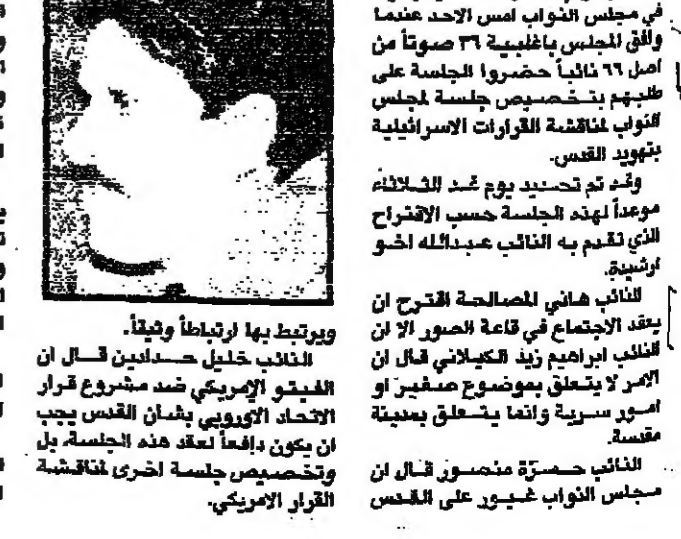 في مجلس النواب امس الاحد عندما
وافق المجلس باغلبية ٣٦ صوتاً من
اصل ٦٦ نائباً حضروا الجلسة على
طلبهم بتخصيص جلسة لمجلس
النواب لمناقشة القرارات الاسرائيلية
بتهويد القدس.
وقد تم تحديد يوم غد الثلاثاء
موعداً لهذه الجلسة حسب الاقتراح
الذي تقدم به النائب عبدالله اخو
ارشيدة.
النائب هاني المصالحة اقترح ان
يعقد الاجتماع في قاعة الصور الا ان
النائب ابراهيم زيد الكيلاني قال ان
الامر لا يتعلق بموضوع صغير او
امور سرية وانما يتعلق بمدينة
مقدسة.
النائب حمزة منصور قال ان
مجلس النواب غيور على القدس
ويرتبط بها ارتباطاً وثيقاً.
النائب خليل حدادين قال ان
الفيتو الامريكي ضد مشروع قرار
الاتحاد الاوروبي بشان القدس يجب
ان يكون دافعاً لعقد هذه الجلسة، بل
وتخصيص جلسة اخرى لمناقشة
القرار الامريكي.